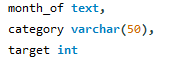 month_of text,
category varchar(50),
target int